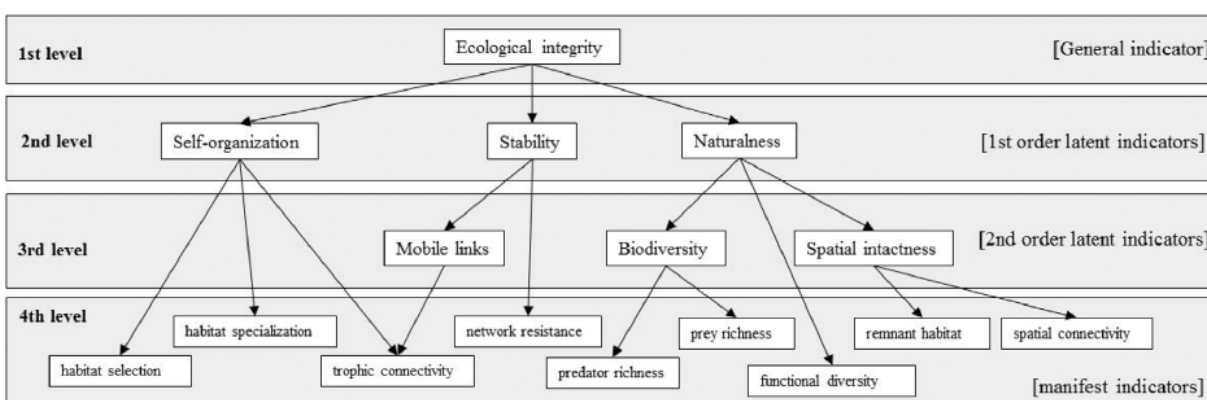 1st level
Ecological integrity
[General indicator]
2nd level
Self-organization
Stability
Naturalness
[1st order latent indicators]
3rd level
Mobile links
Biodiversity
Spatial intactness
[2nd order latent indicators]
4th level
habitat specialization
network resistance
prey richness
remnant habitat
spatial connectivity
habitat selection
trophic connectivity
predator richness
functional diversity
[manifest indicators]